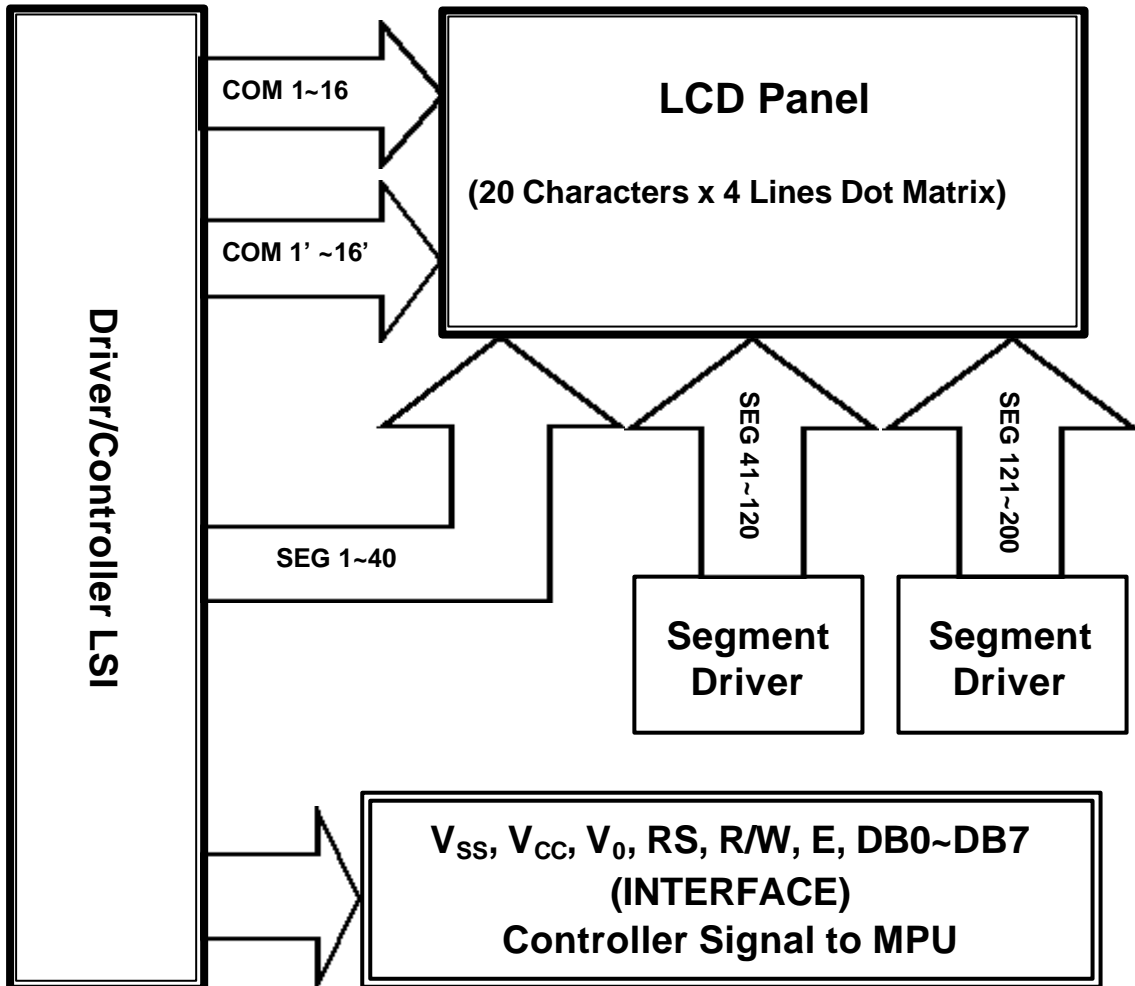 Driver/Controller LSI
COM 1~16
COM 1’ ~16’
LCD Panel
(20 Characters x 4 Lines Dot Matrix)
SEG 1~40
SEG 41~120
SEG 121~200
Segment
Driver
Segment
Driver
VSS, VCC, V0, RS, R/W, E, DB0~DB7
(INTERFACE)
Controller Signal to MPU